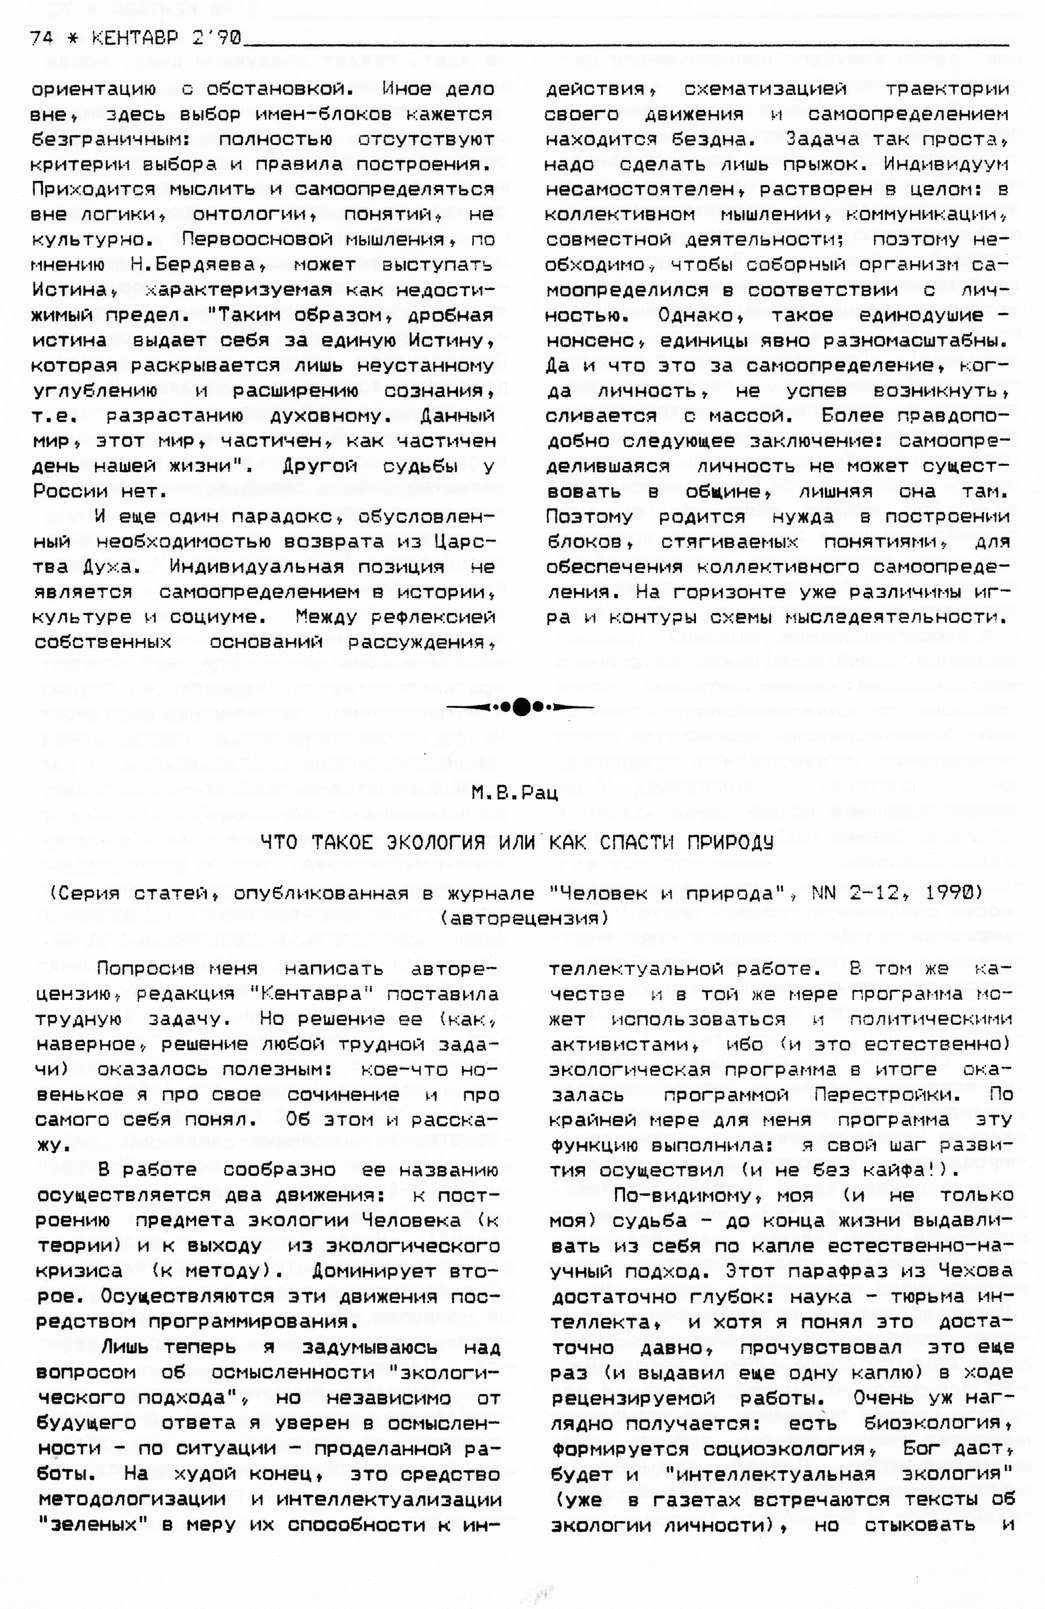 74 * КЕНТАВР 2'90
ориентацию с обстановкой. Иное дело
вне, здесь выбор имен-блоков кажется
безграничным: полностью отсутствуют
критерии выбора и правила построения.
Приходится мыслить и самоопределяться
вне логики, онтологии, понятий, не
культурно. Первоосновой мышления, по
мнению Н.Бердяева, может выступать
Истина, характеризуемая как недости-
жимый предел. "Таким образом, дробная
истина выдает себя за единую Истину,
которая раскрывается лишь неустанному
углублению и расширению сознания,
т.е. разрастанию духовному. Данный
мир, этот мир, частичен, как частичен
день нашей жизни". Другой судьбы у
России нет.
И еще один парадокс, обусловлен-
ный необходимостью возврата из Царс-
тва Духа. Индивидуальная позиция не
является самоопределением в истории,
культуре и социуме. Между рефлексией
собственных оснований рассуждения,
действия, схематизацией траектории
своего движения и самоопределением
находится бездна. Задача так проста,
надо сделать лишь прыжок. Индивидуум
несамостоятелен, растворен в целом: в
коллективном мышлении, коммуникации,
совместной деятельности; поэтому не-
обходимо, чтобы соборный организм са-
моопределился в соответствии с лич-
ностью. Однако, такое единодушие -
нонсенс, единицы явно разномасштабны.
Да и что это за самоопределение, ког-
да личность, не успев возникнуть,
сливается с массой. Более правдопо-
добно следующее заключение: самоопре-
делившаяся личность не может сущест-
вовать в общине, лишняя она там.
Поэтому родится нужда в построении
блоков, стягиваемых понятиями, для
обеспечения коллективного самоопреде-
ления. На горизонте уже различимы иг-
ра и контуры схемы мыследеятельности.
М.В.Рац
ЧТО ТАКОЕ ЭКОЛОГИЯ ИЛИ КАК СПАСТИ ПРИРОДУ
(Серия статей, опубликованная в журнале "Человек и природа", NN 2-12, 1990)
(авторецензия)
Попросив меня написать авторе-
цензию, редакция "Кентавра" поставила
трудную задачу. Но решение ее (как,
наверное, решение любой трудной зада-
чи) оказалось полезным: кое-что но-
венькое я про свое сочинение и про
самого себя понял. Об этом и расска-
жу.
В работе сообразно ее названию
осуществляется два движения: к пост-
роению предмета экологии Человека (к
теории) и к выходу из экологического
кризиса (к методу). Доминирует вто-
рое. Осуществляются эти движения пос-
редством программирования.
Лишь теперь я задумываюсь над
вопросом об осмысленности "экологи-
ческого подхода", но независимо от
будущего ответа я уверен в осмыслен-
ности - по ситуации - проделанной ра-
боты. На худой конец, это средство
методологизации и интеллектуализации
"зеленых" в меру их способности к ин-
теллектуальной работе. В том же ка-
честве и в той же мере программа мо-
жет использоваться и политическими
активистами, ибо (и это естественно)
экологическая программа в итоге ока-
залась программой Перестройки. По
крайней мере для меня программа эту
функцию выполнила: я свой шаг разви-
тия осуществил (и не без кайфа!).
По-видимому, моя (и не только
моя) судьба - до конца жизни выдавли-
вать из себя по капле естественно-на-
учный подход. Этот парафраз из Чехова
достаточно глубок: наука - тюрьма ин-
теллекта, и хотя я понял это доста-
точно давно, прочувствовал это еще
раз (и выдавил еще одну каплю) в ходе
рецензируемой работы. Очень уж наг-
лядно получается: есть биоэкология,
формируется социоэкология, Бог даст,
будет и "интеллектуальная экология"
(уже в газетах встречаются тексты об
экологии личности), но стыковать и